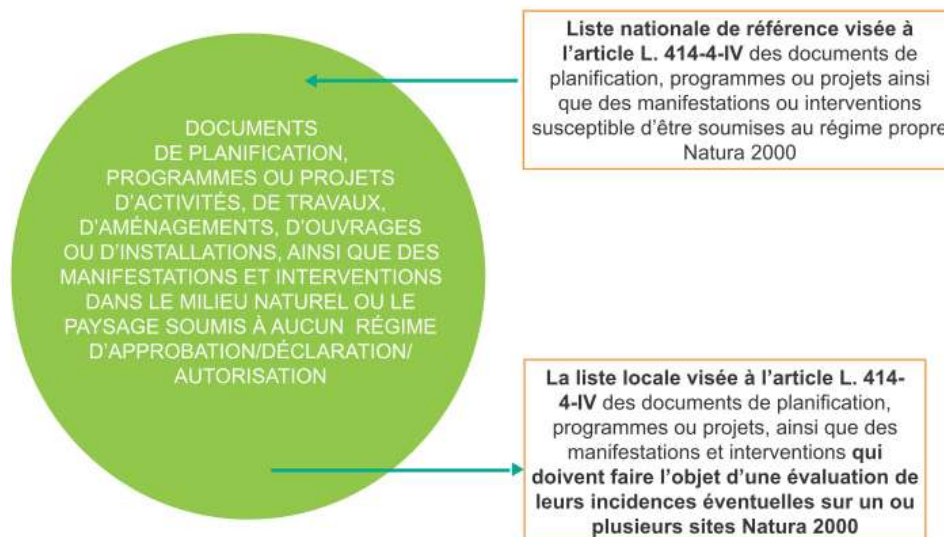 Liste nationale de référence visée à
l'article L. 414-4-IV des documents de
planification, programmes ou projets ainsi
que des manifestations ou interventions
susceptible d'être soumises au régime propre
Natura 2000
DOCUMENTS
DE PLANIFICATION,
PROGRAMMES OU PROJETS
D'ACTIVITÉS, DE TRAVAUX,
D'AMÉNAGEMENTS, D'OUVRAGES
OU D'INSTALLATIONS, AINSI QUE DES
MANIFESTATIONS ET INTERVENTIONS
DANS LE MILIEU NATUREL OU LE
PAYSAGE SOUMIS À AUCUN RÉGIME
D'APPROBATION/DÉCLARATION/
AUTORISATION
La liste locale visée à l'article L. 414-
4-IV des documents de planification,
programmes ou projets, ainsi que des
manifestations et interventions qui
doivent faire l'objet d'une évaluation de
leurs incidences éventuelles sur un ou
plusieurs sites Natura 2000